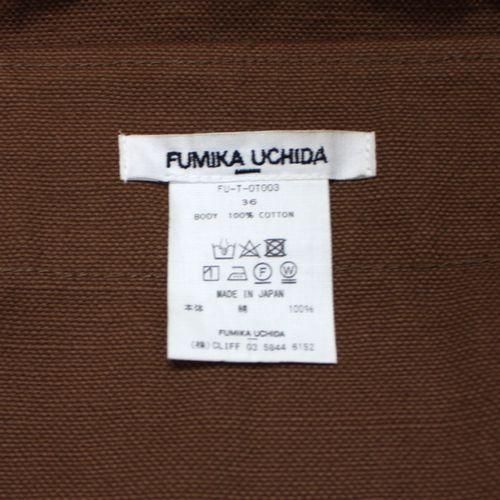 FUMIKA UCHIDA
FU-T-OT003
36
BODY 100% COTTON
F W
MADE IN JAPAN
本体 綿 100%
FUMIKA UCHIDA
(株) CLIFF 03 5844 6152